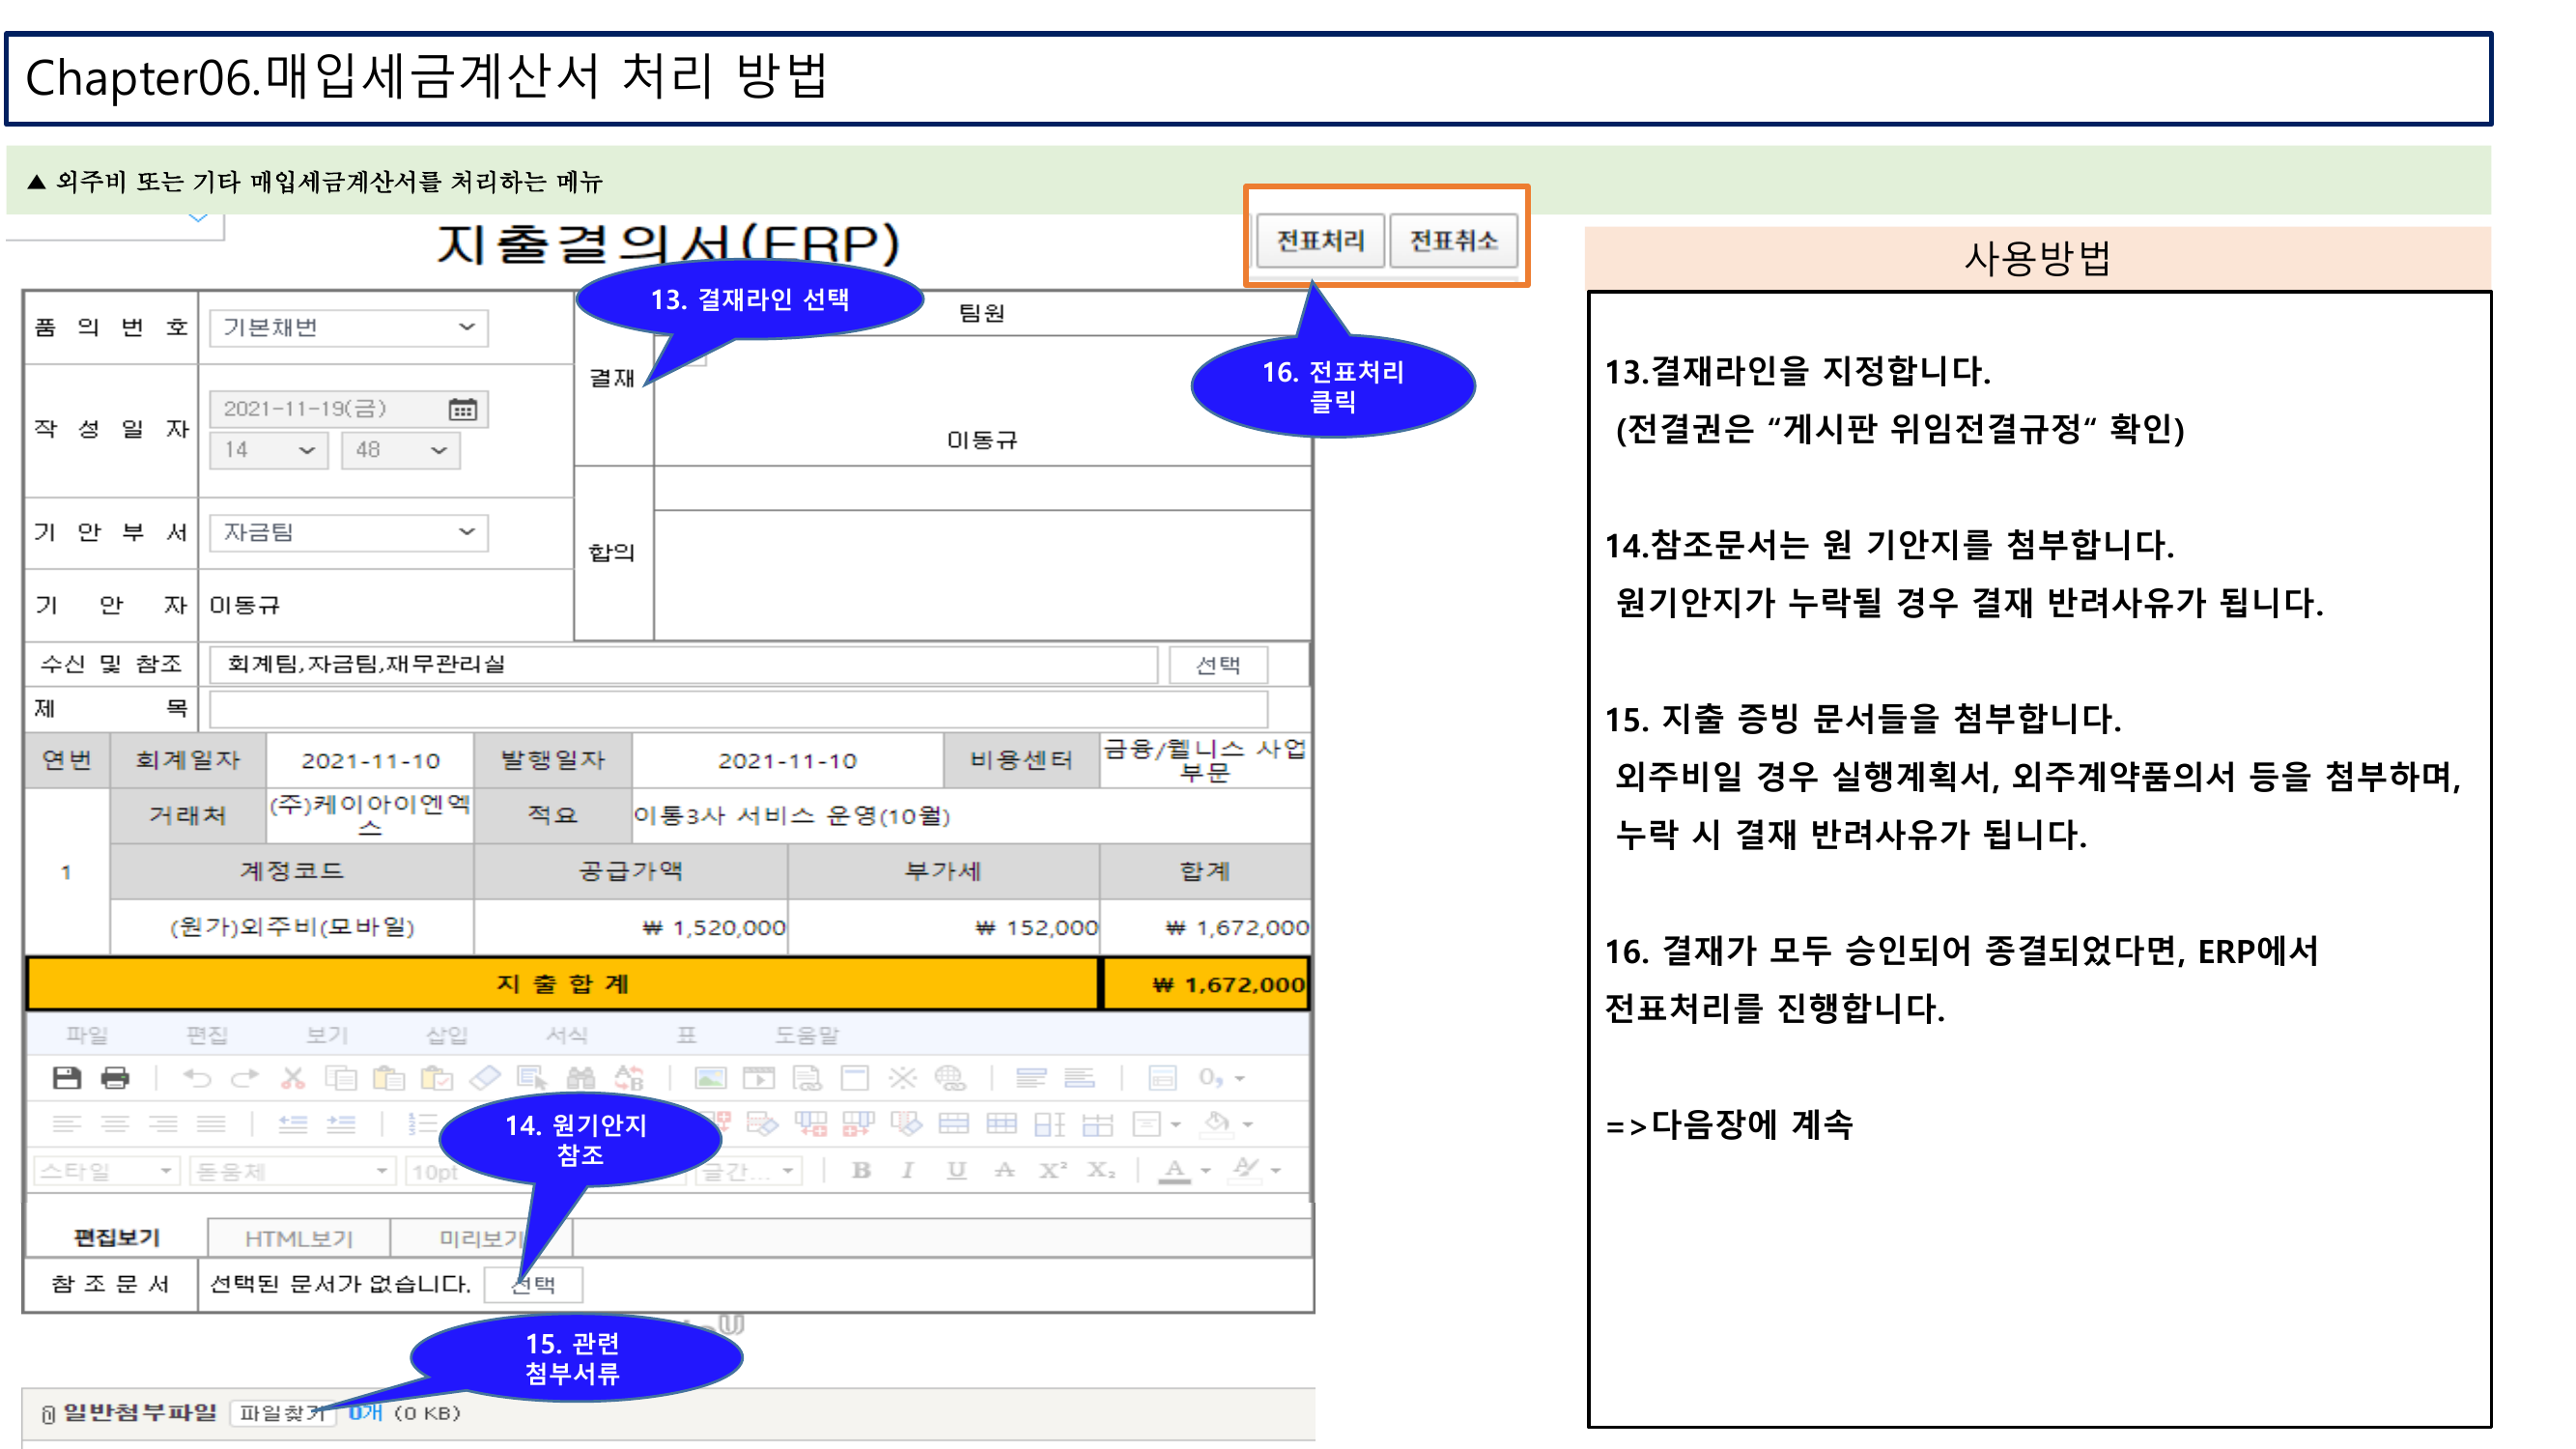 Chapter06.매입세금계산서 처리 방법
▲ 외주비 또는 기타 매입세금계산서를 처리하는 메뉴
지출결의서(ERP)
전표처리 전표취소
13. 결재라인 선택
16. 전표처리
클릭
품 의 번 호 기본채번
결재 팀원
작 성 일 자 2021-11-19(금)
14 48
이동규
기 안 부 서 자금팀
합의
기 안 자 이동규
수신 및 참조 회계팀,자금팀,재무관리실 선택
제 목
연번 회계일자 2021-11-10 발행일자 2021-11-10 비용센터 금융/웰니스 사업
부문
거래처 (주)케이아이엔엑
스
적요 이통3사 서비스 운영(10월)
1 계정코드 공급가액 부가세 합계
(원가)외주비(모바일) ₩ 1,520,000 ₩ 152,000 ₩ 1,672,000
지 출 합 계 ₩ 1,672,000
파일 편집 보기 삽입 서식 표 도움말
14. 원기안지
참조
스타일 돋움체 10pt 글간...
편집보기 HTML보기 미리보기
참 조 문 서 선택된 문서가 없습니다. 선택
15. 관련
첨부서류
일반첨부파일 파일찾기 0개 (0 KB)
사용방법
13.결재라인을 지정합니다.
(전결권은 “게시판 위임전결규정“ 확인)
14.참조문서는 원 기안지를 첨부합니다.
원기안지가 누락될 경우 결재 반려사유가 됩니다.
15. 지출 증빙 문서들을 첨부합니다.
외주비일 경우 실행계획서, 외주계약품의서 등을 첨부하며,
누락 시 결재 반려사유가 됩니다.
16. 결재가 모두 승인되어 종결되었다면, ERP에서
전표처리를 진행합니다.
=>다음장에 계속